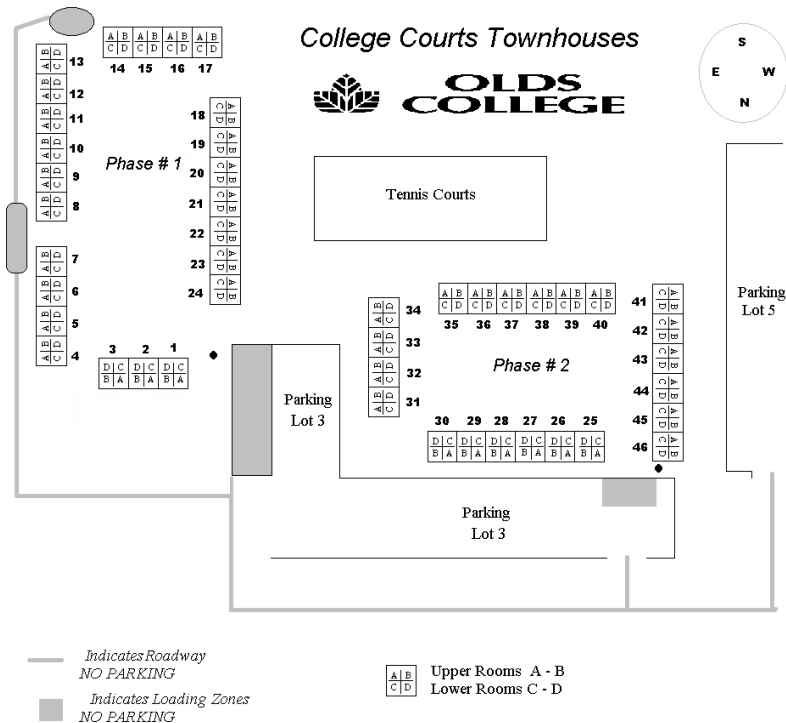 College Courts Townhouses
OLDS
COLLEGE
S
E W
N
A B A B A B A B
C D C D C D C D
14 15 16 17
13
12
11
10
9
8
7
6
5
4
Phase # 1
18
19
20
21
22
23
24
3 2 1
D C D C D C
B A B A B A
Tennis Courts
Parking
Lot 5
A B A B A B A B A B A B
C D C D C D C D C D C D
35 36 37 38 39 40
34
33
32
31
Phase # 2
41
42
43
44
45
46
30 29 28 27 26 25
D C D C D C D C D C D C
B A B A B A B A B A B A
Parking
Lot 3
Parking
Lot 3
Indicates Roadway
NO PARKING
Indicates Loading Zones
NO PARKING
A B
C D
Upper Rooms A - B
Lower Rooms C - D